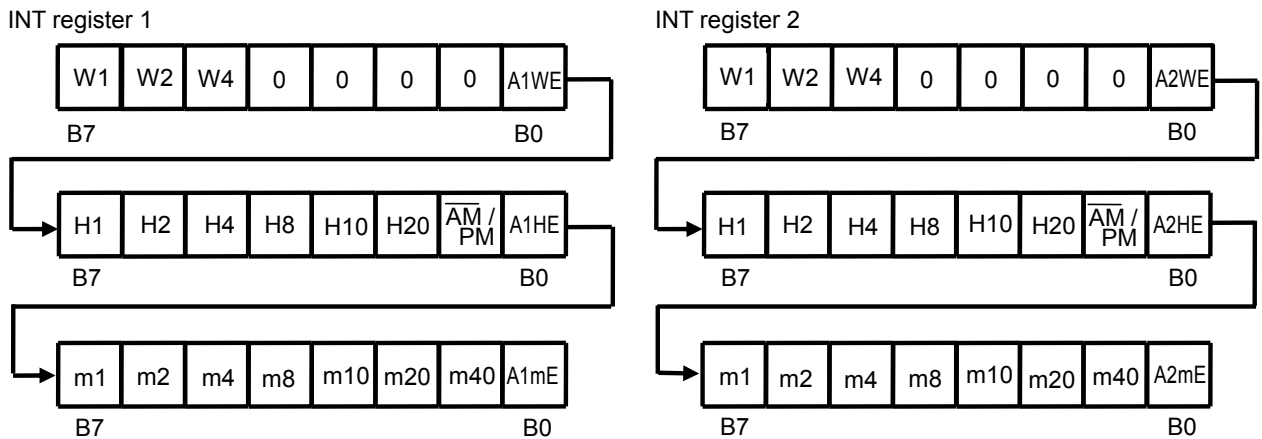 INT register 1
W1 W2 W4 0 0 0 0 A1WE
B7 B0
H1 H2 H4 H8 H10 H20 A̅M̅ / PM A1HE
B7 B0
m1 m2 m4 m8 m10 m20 m40 A1mE
B7 B0
INT register 2
W1 W2 W4 0 0 0 0 A2WE
B7 B0
H1 H2 H4 H8 H10 H20 A̅M̅ / PM A2HE
B7 B0
m1 m2 m4 m8 m10 m20 m40 A2mE
B7 B0